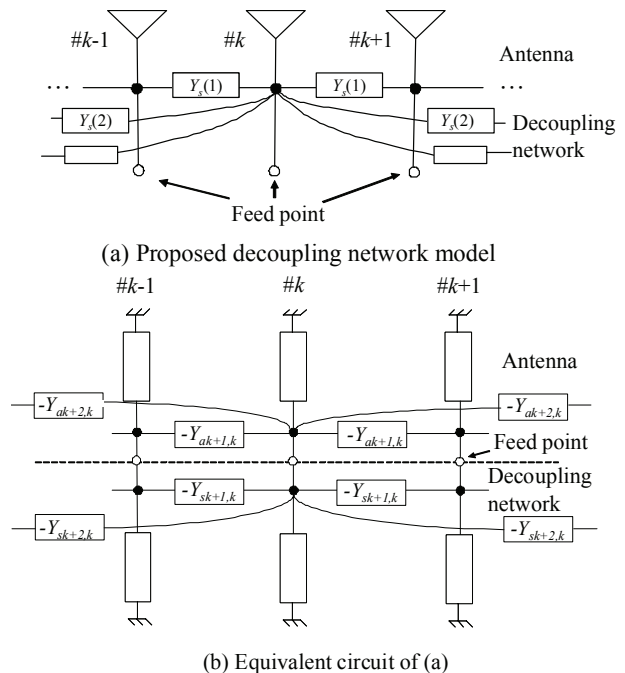 #k-1 #k #k+1
Antenna
··· Yₛ(1) Yₛ(1) ···
Yₛ(2) Yₛ(2)
Decoupling
network
Feed point
(a) Proposed decoupling network model
#k-1 #k #k+1
Antenna
-Yₐₖ₊₂,ₖ -Yₐₖ₊₂,ₖ
-Yₐₖ₊₁,ₖ -Yₐₖ₊₁,ₖ
Feed point
Decoupling
network
-Yₛₖ₊₁,ₖ -Yₛₖ₊₁,ₖ
-Yₛₖ₊₂,ₖ -Yₛₖ₊₂,ₖ
(b) Equivalent circuit of (a)